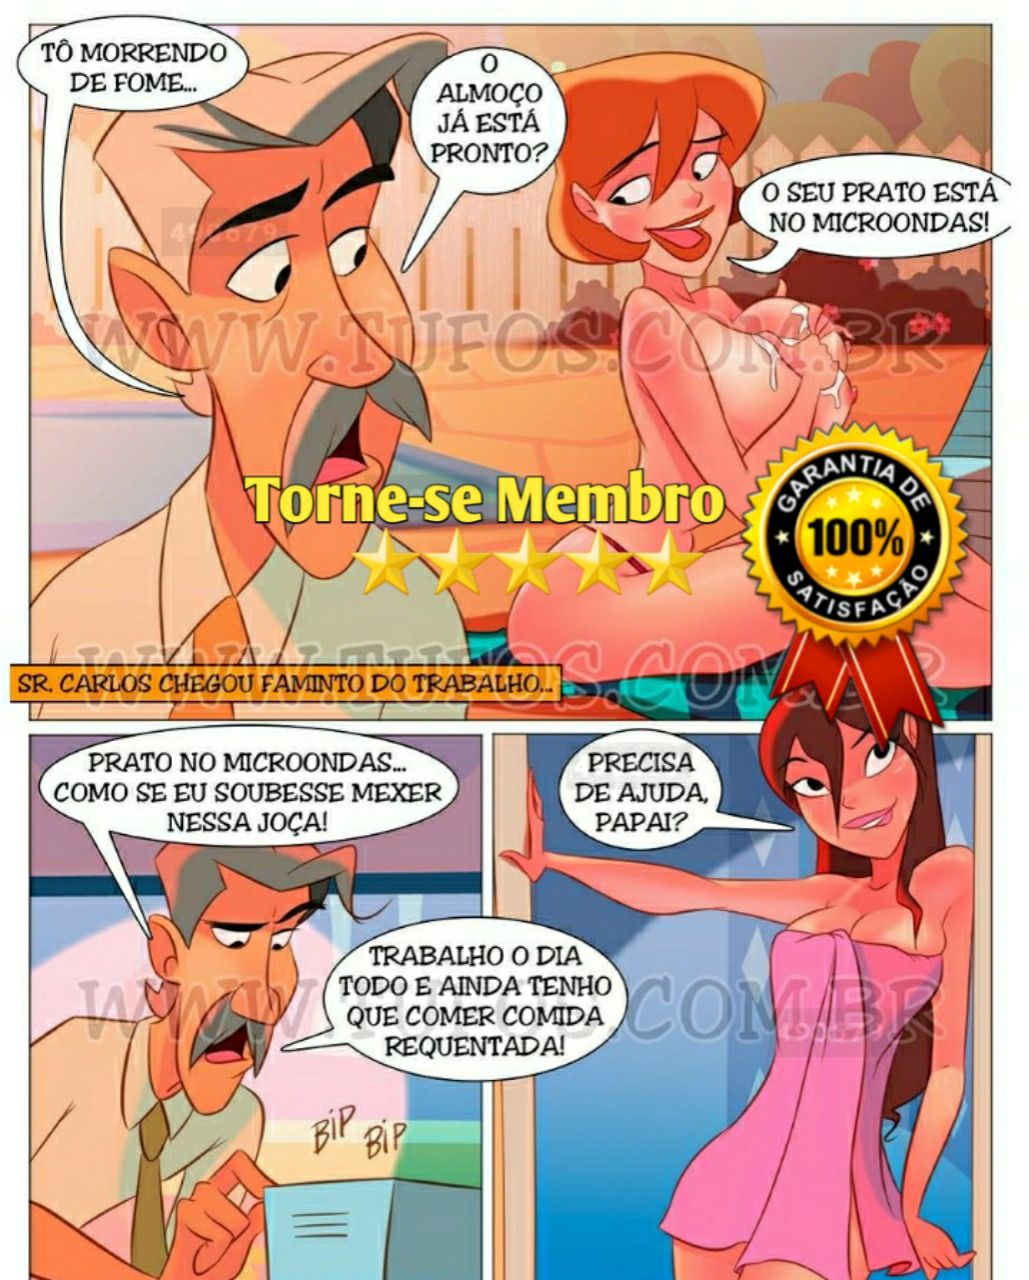 TÔ MORRENDO
DE FOME...
O
ALMOÇO
JÁ ESTÁ
PRONTO?
O SEU PRATO ESTÁ
NO MICROONDAS!
WWW.TUFOS.COM.BR
Torne-se Membro
GARANTIA DE
100%
SATISFAÇÃO
WWW.TUFOS.COM.BR
SR. CARLOS CHEGOU FAMINTO DO TRABALHO...
PRATO NO MICROONDAS...
COMO SE EU SOUBESSE MEXER
NESSA JOÇA!
PRECISA
DE AJUDA,
PAPAI?
TRABALHO O DIA
TODO E AINDA TENHO
QUE COMER COMIDA
REQUENTADA!
WWW.TUFOS.COM.BR
BIP
BIP